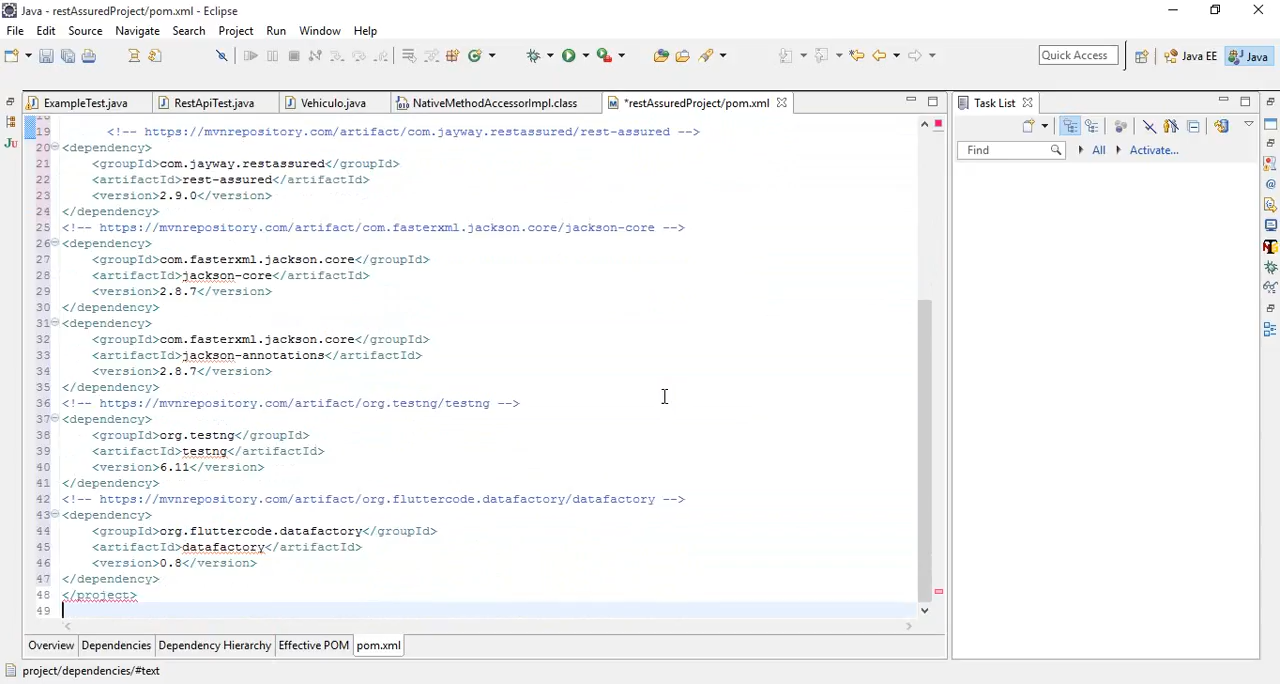 Java - restAssuredProject/pom.xml - Eclipse
File Edit Source Navigate Search Project Run Window Help
Quick Access
Java EE
Java
ExampleTest.java
RestApiTest.java
Vehiculo.java
NativeMethodAccessorImpl.class
*restAssuredProject/pom.xml
Task List
Find
All
Activate...
19 <!-- https://mvnrepository.com/artifact/com.jayway.restassured/rest-assured -->
20 <dependency>
21 <groupId>com.jayway.restassured</groupId>
22 <artifactId>rest-assured</artifactId>
23 <version>2.9.0</version>
24 </dependency>
25 <!-- https://mvnrepository.com/artifact/com.fasterxml.jackson.core/jackson-core -->
26 <dependency>
27 <groupId>com.fasterxml.jackson.core</groupId>
28 <artifactId>jackson-core</artifactId>
29 <version>2.8.7</version>
30 </dependency>
31 <dependency>
32 <groupId>com.fasterxml.jackson.core</groupId>
33 <artifactId>jackson-annotations</artifactId>
34 <version>2.8.7</version>
35 </dependency>
36 <!-- https://mvnrepository.com/artifact/org.testng/testng -->
37 <dependency>
38 <groupId>org.testng</groupId>
39 <artifactId>testng</artifactId>
40 <version>6.11</version>
41 </dependency>
42 <!-- https://mvnrepository.com/artifact/org.fluttercode.datafactory/datafactory -->
43 <dependency>
44 <groupId>org.fluttercode.datafactory</groupId>
45 <artifactId>datafactory</artifactId>
46 <version>0.8</version>
47 </dependency>
48 </project>
49
Overview Dependencies Dependency Hierarchy Effective POM pom.xml
project/dependencies/#text